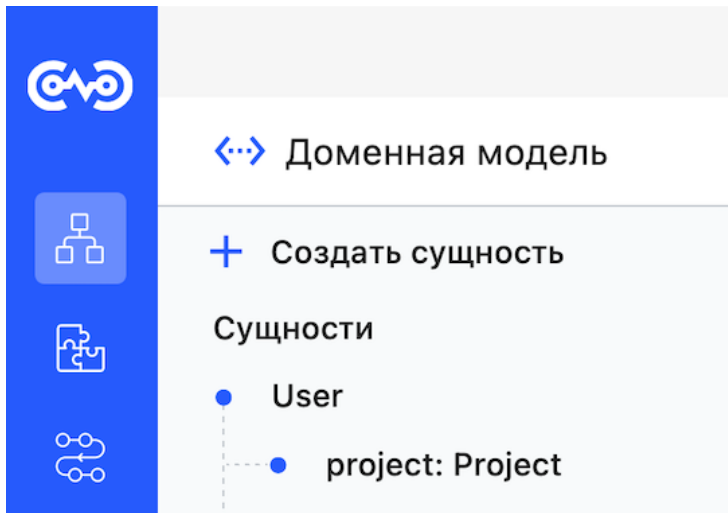 Доменная модель
Создать сущность
Сущности
User
project: Project